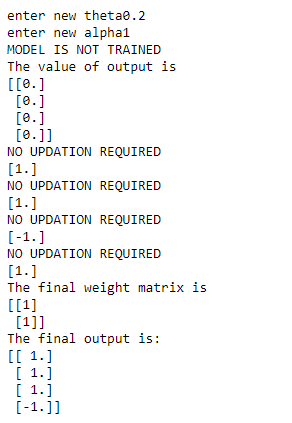 enter new theta0.2
enter new alpha1
MODEL IS NOT TRAINED
The value of output is
[[0.]
 [0.]
 [0.]
 [0.]]
NO UPDATION REQUIRED
[1.]
NO UPDATION REQUIRED
[1.]
NO UPDATION REQUIRED
[-1.]
NO UPDATION REQUIRED
[1.]
The final weight matrix is
[[1]
 [1]]
The final output is:
[[ 1.]
 [ 1.]
 [ 1.]
 [-1.]]